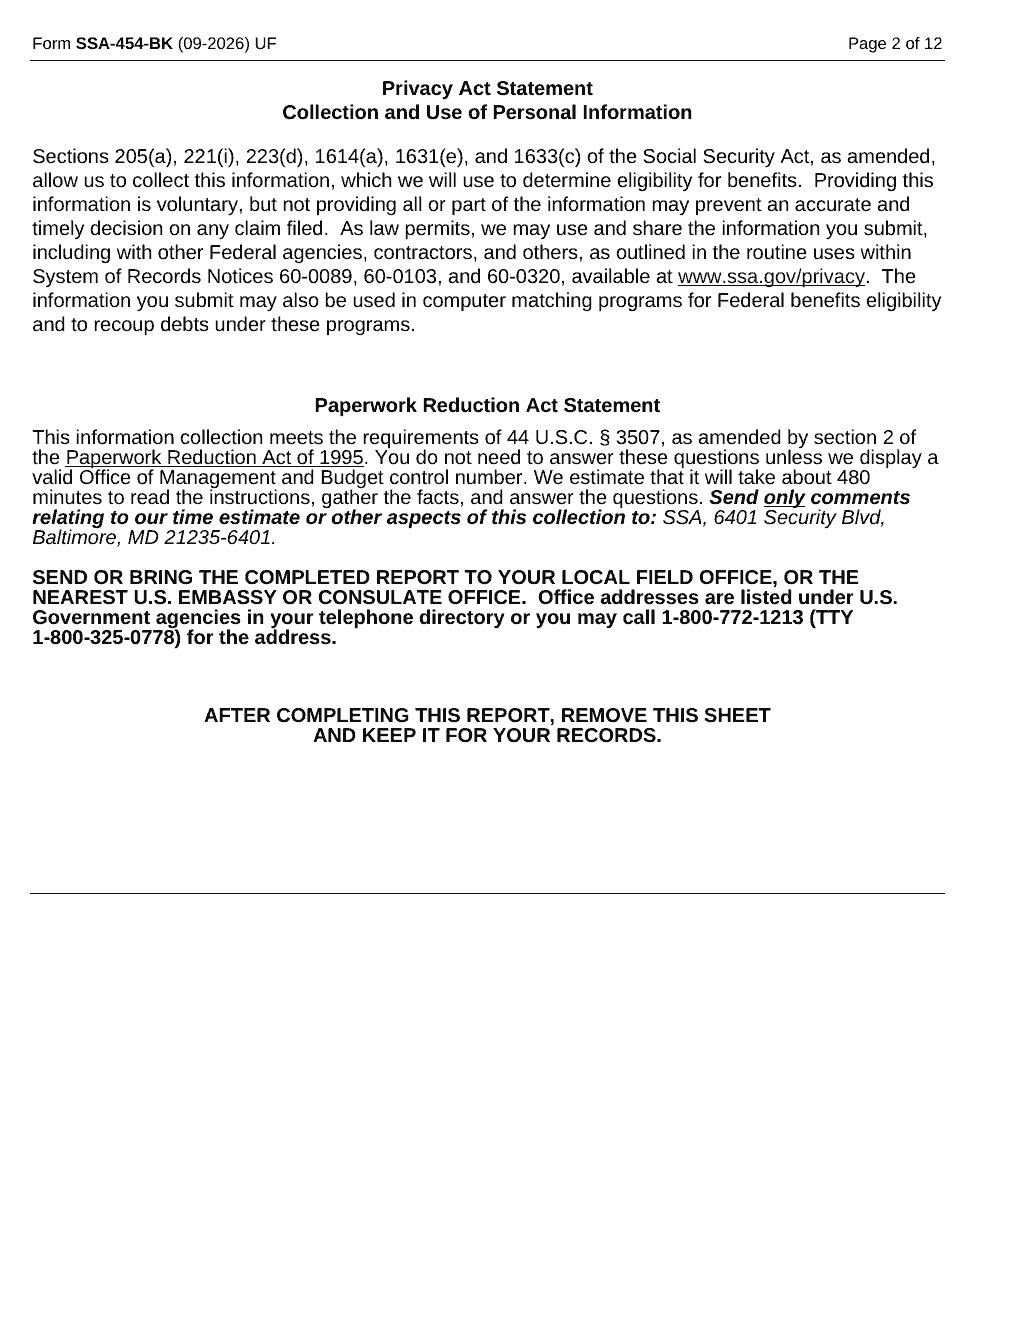 Form SSA-454-BK (09-2026) UF
Page 2 of 12
Privacy Act Statement
Collection and Use of Personal Information
Sections 205(a), 221(i), 223(d), 1614(a), 1631(e), and 1633(c) of the Social Security Act, as amended,
allow us to collect this information, which we will use to determine eligibility for benefits.  Providing this
information is voluntary, but not providing all or part of the information may prevent an accurate and
timely decision on any claim filed.  As law permits, we may use and share the information you submit,
including with other Federal agencies, contractors, and others, as outlined in the routine uses within
System of Records Notices 60-0089, 60-0103, and 60-0320, available at www.ssa.gov/privacy.  The
information you submit may also be used in computer matching programs for Federal benefits eligibility
and to recoup debts under these programs.
Paperwork Reduction Act Statement
This information collection meets the requirements of 44 U.S.C. § 3507, as amended by section 2 of
the Paperwork Reduction Act of 1995. You do not need to answer these questions unless we display a
valid Office of Management and Budget control number. We estimate that it will take about 480
minutes to read the instructions, gather the facts, and answer the questions. Send only comments
relating to our time estimate or other aspects of this collection to: SSA, 6401 Security Blvd,
Baltimore, MD 21235-6401.
SEND OR BRING THE COMPLETED REPORT TO YOUR LOCAL FIELD OFFICE, OR THE
NEAREST U.S. EMBASSY OR CONSULATE OFFICE.  Office addresses are listed under U.S.
Government agencies in your telephone directory or you may call 1-800-772-1213 (TTY
1-800-325-0778) for the address.
AFTER COMPLETING THIS REPORT, REMOVE THIS SHEET
AND KEEP IT FOR YOUR RECORDS.